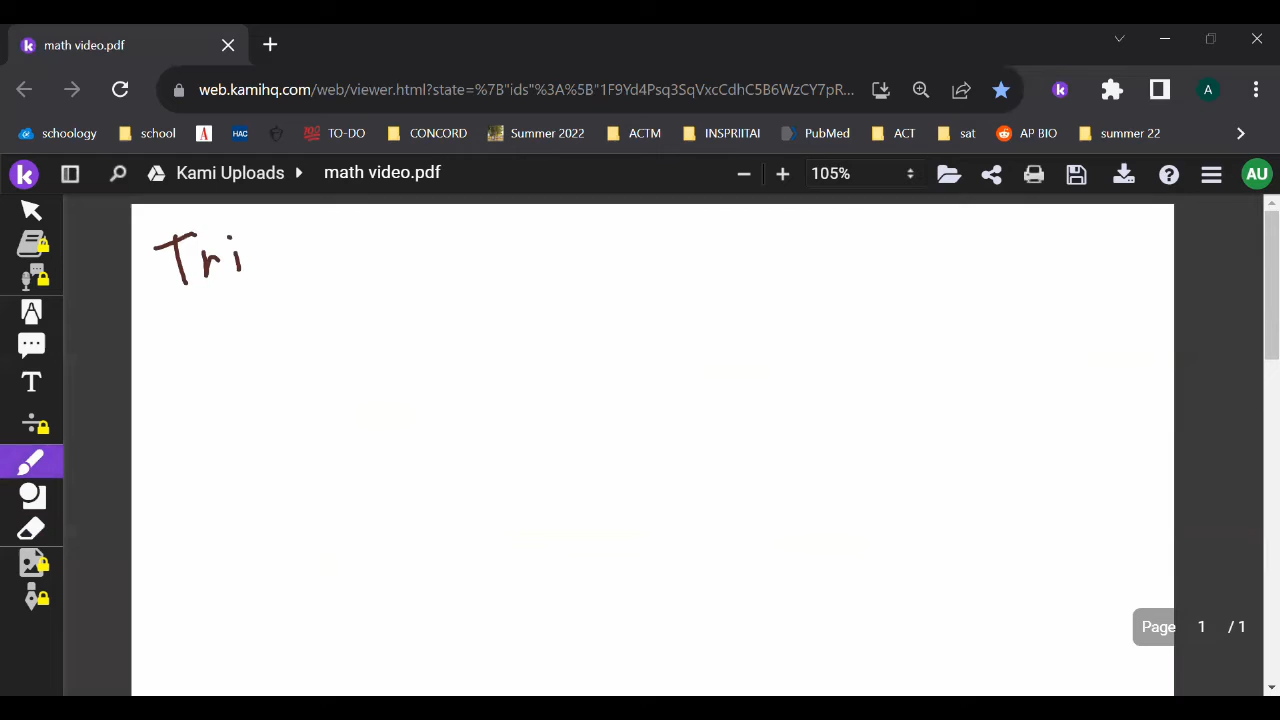 math video.pdf
web.kamihq.com/web/viewer.html?state=%7B"ids"%3A%5B"1F9Yd4Psq3SqVxcCdhC5B6WzCY7pR...
A
schoology school HAC TO-DO CONCORD Summer 2022 ACTM INSPRIITAI PubMed ACT sat AP BIO summer 22
k Kami Uploads math video.pdf 105% AU
Tri
T
Page 1 / 1